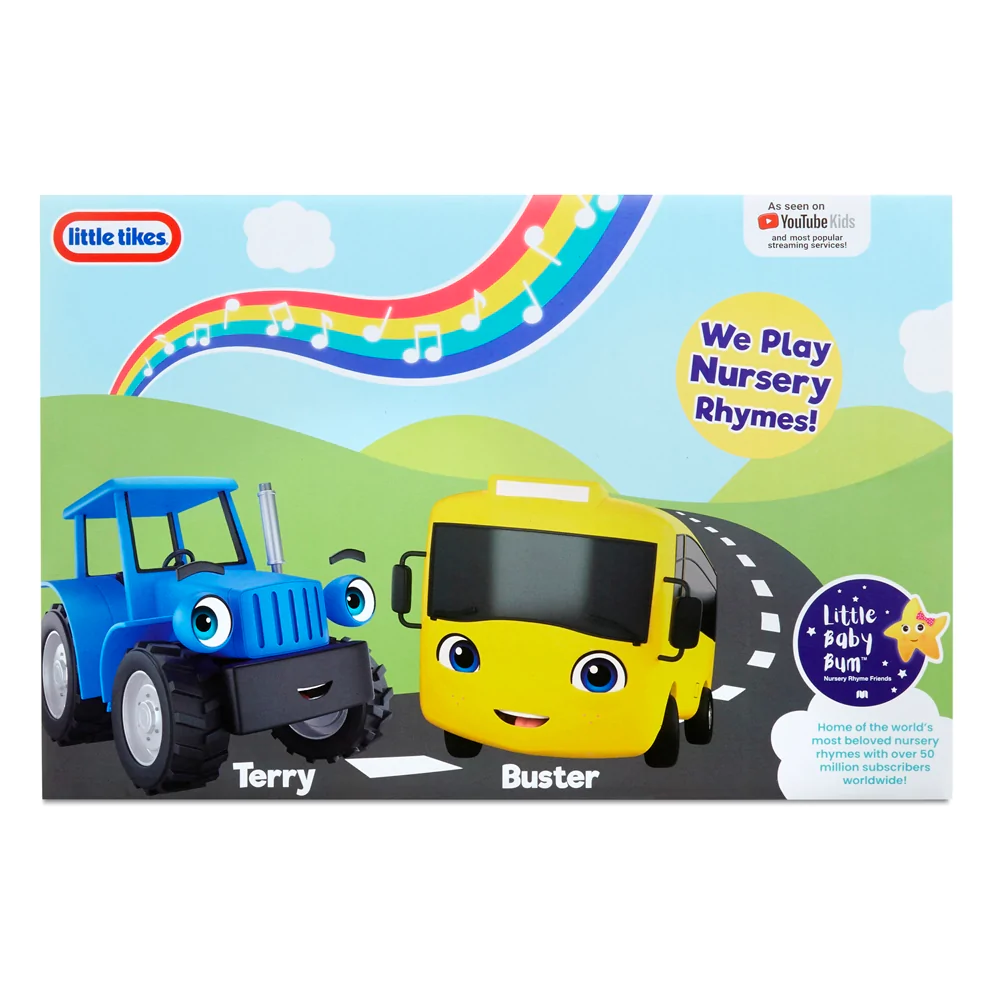 little tikes
As seen on
YouTube Kids
and most popular
streaming services!
We Play
Nursery
Rhymes!
Little
Baby
Bum™
Nursery Rhyme Friends
Home of the world's
most beloved nursery
rhymes with over 50
million subscribers
worldwide!
Terry
Buster